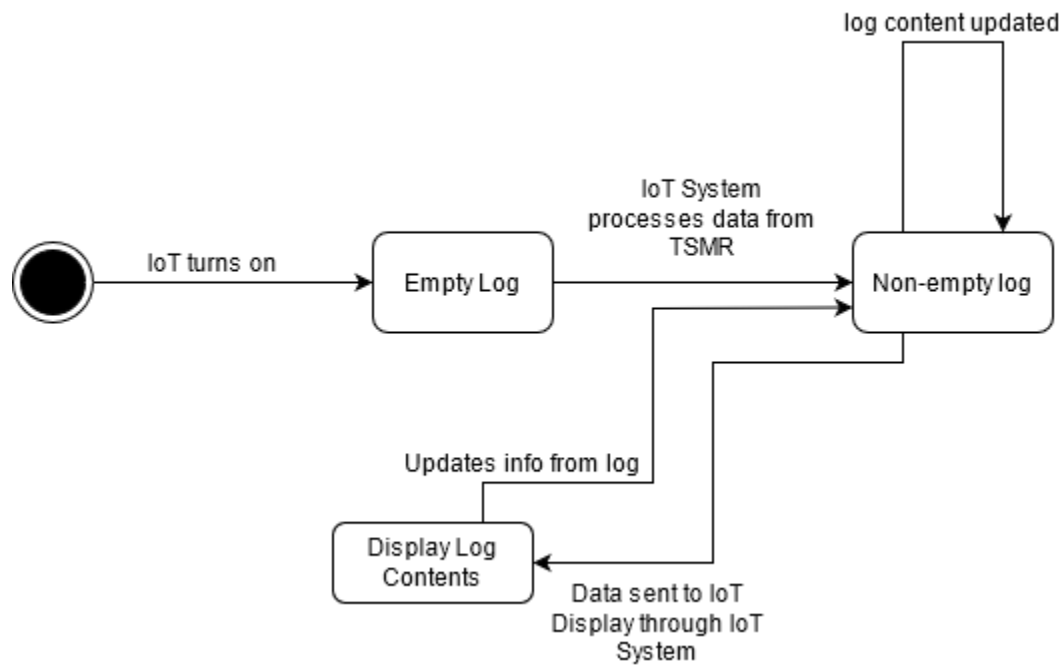 log content updated
IoT System
processes data from
TSMR
IoT turns on
Empty Log
Non-empty log
Updates info from log
Display Log
Contents
Data sent to IoT
Display through IoT
System